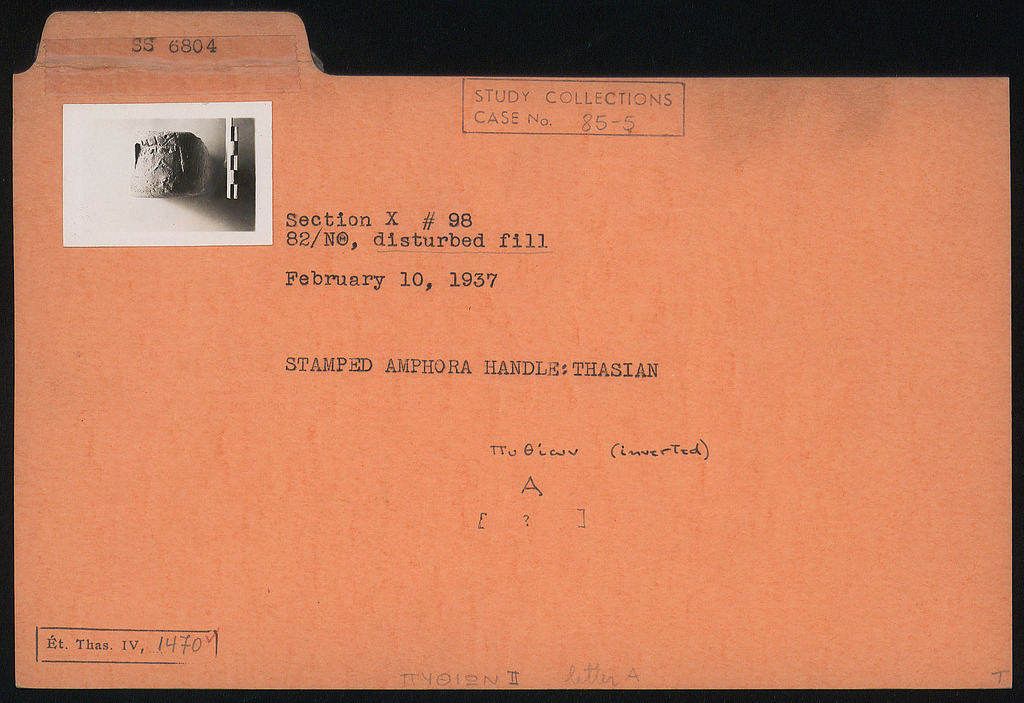 SS 6804
STUDY COLLECTIONS
CASE No. 85-5
Section X # 98
82/ΝΘ, disturbed fill
February 10, 1937
STAMPED AMPHORA HANDLE:THASIAN
Πυθίων (inverted)
A
[ ? ]
Ét. Thas. IV, 1470
ΠΥΘΙΩΝ II letter A
T